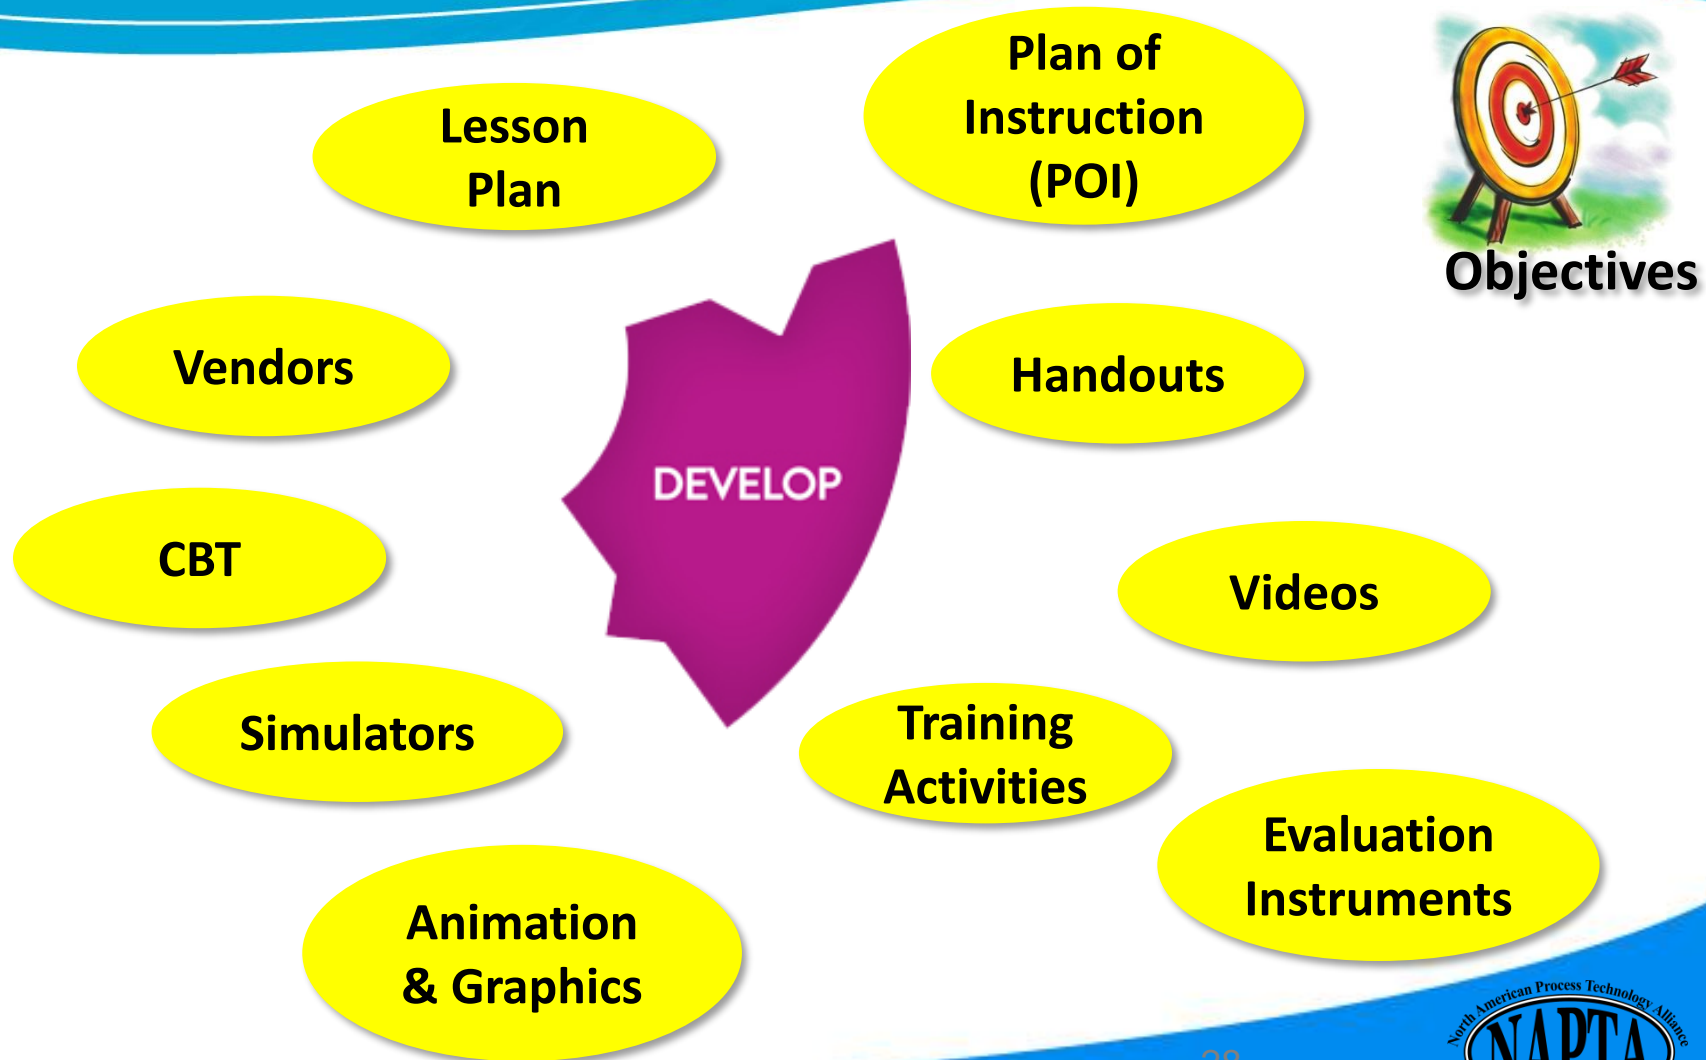 Plan of
Instruction
(POI)
Lesson
Plan
Objectives
Vendors
Handouts
DEVELOP
CBT
Videos
Simulators
Training
Activities
Evaluation
Instruments
Animation
& Graphics
North American Process Technology Alliance
NAPTA